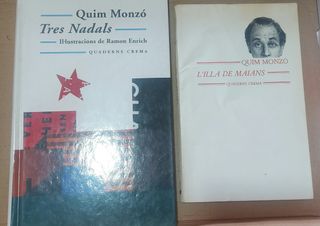 Quim Monzó
Tres Nadals
Il·lustracions de Ramon Enrich
QUADERNS CREMA
QUIM MONZÓ
L'ILLA DE MAIANS
QUADERNS CREMA